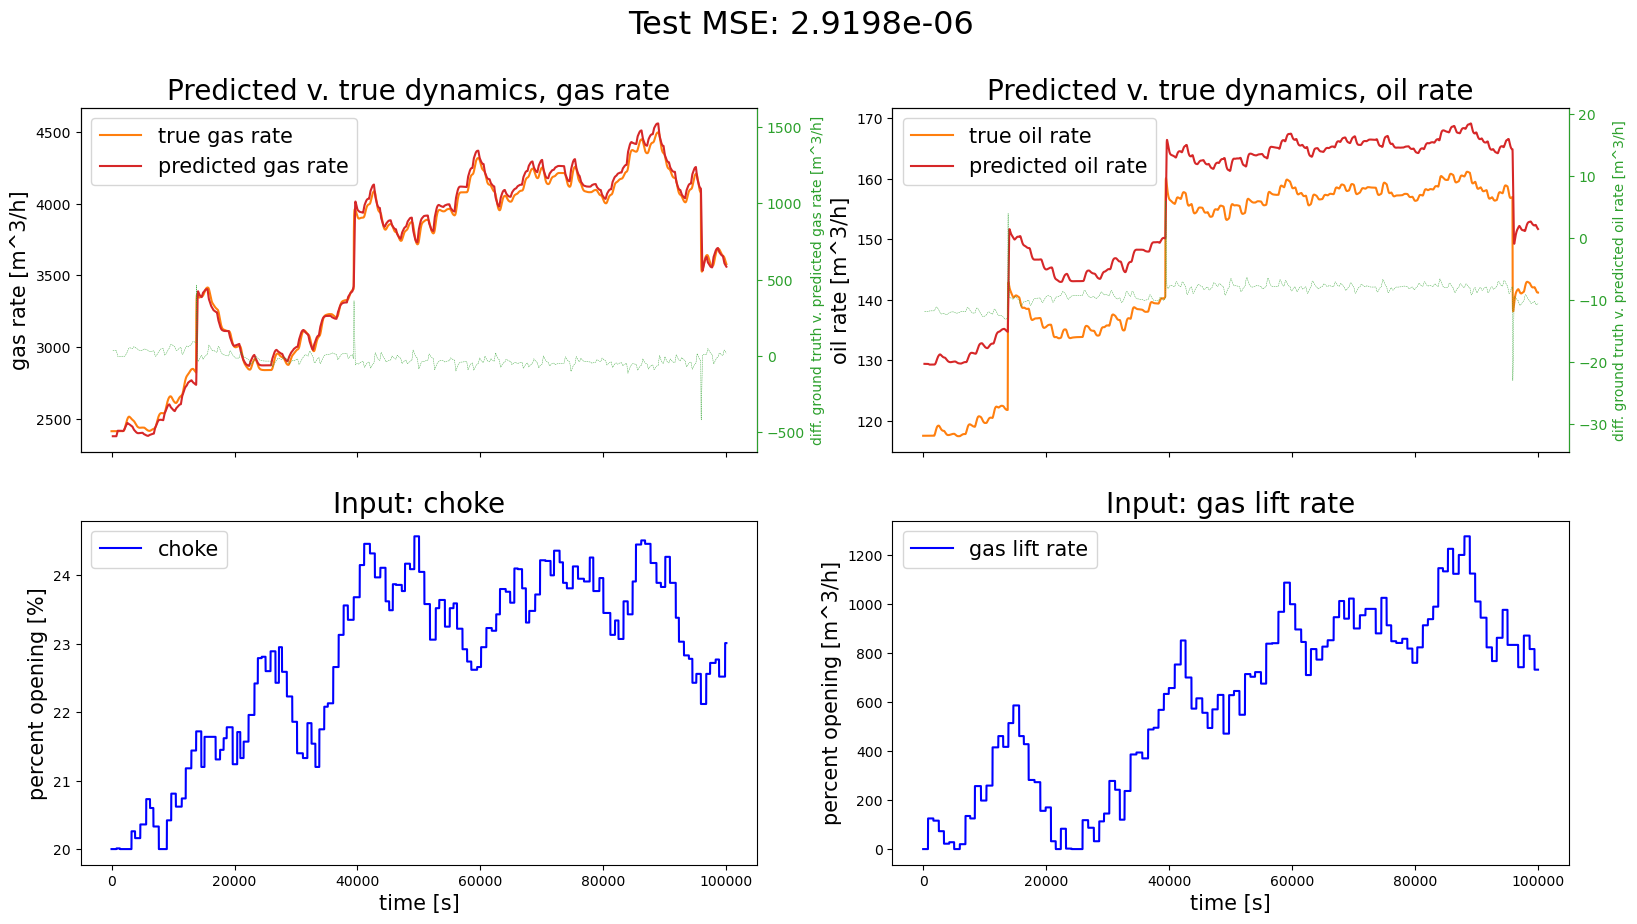 Test MSE: 2.9198e-06
Predicted v. true dynamics, gas rate
true gas rate
predicted gas rate
gas rate [m^3/h]
4500
4000
3500
3000
2500
1500
1000
500
0
−500
diff. ground truth v. predicted gas rate [m^3/h]
Predicted v. true dynamics, oil rate
true oil rate
predicted oil rate
oil rate [m^3/h]
170
160
150
140
130
120
20
10
0
−10
−20
−30
diff. ground truth v. predicted oil rate [m^3/h]
Input: choke
choke
percent opening [%]
24
23
22
21
20
0 20000 40000 60000 80000 100000
time [s]
Input: gas lift rate
gas lift rate
percent opening [m^3/h]
1200
1000
800
600
400
200
0
0 20000 40000 60000 80000 100000
time [s]